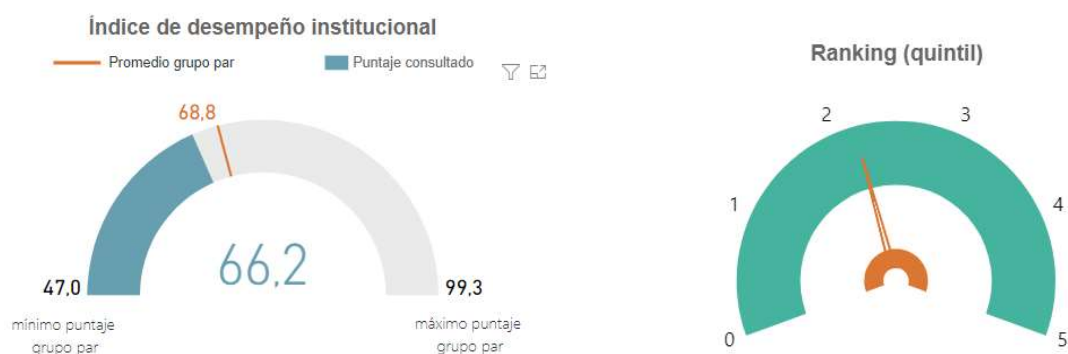 Índice de desempeño institucional
Promedio grupo par
Puntaje consultado
68,8
66,2
47,0
99,3
mínimo puntaje
grupo par
máximo puntaje
grupo par
Ranking (quintil)
0
1
2
3
4
5